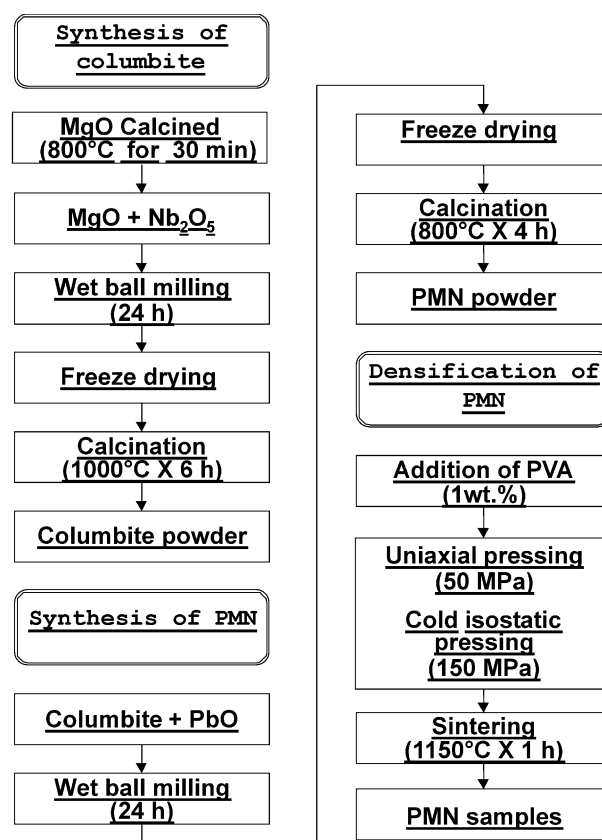 Synthesis of
columbite
MgO Calcined
(800°C for 30 min)
MgO + Nb₂O₅
Wet ball milling
(24 h)
Freeze drying
Calcination
(1000°C X 6 h)
Columbite powder
Synthesis of PMN
Columbite + PbO
Wet ball milling
(24 h)
Freeze drying
Calcination
(800°C X 4 h)
PMN powder
Densification of
PMN
Addition of PVA
(1wt.%)
Uniaxial pressing
(50 MPa)
Cold isostatic
pressing
(150 MPa)
Sintering
(1150°C X 1 h)
PMN samples